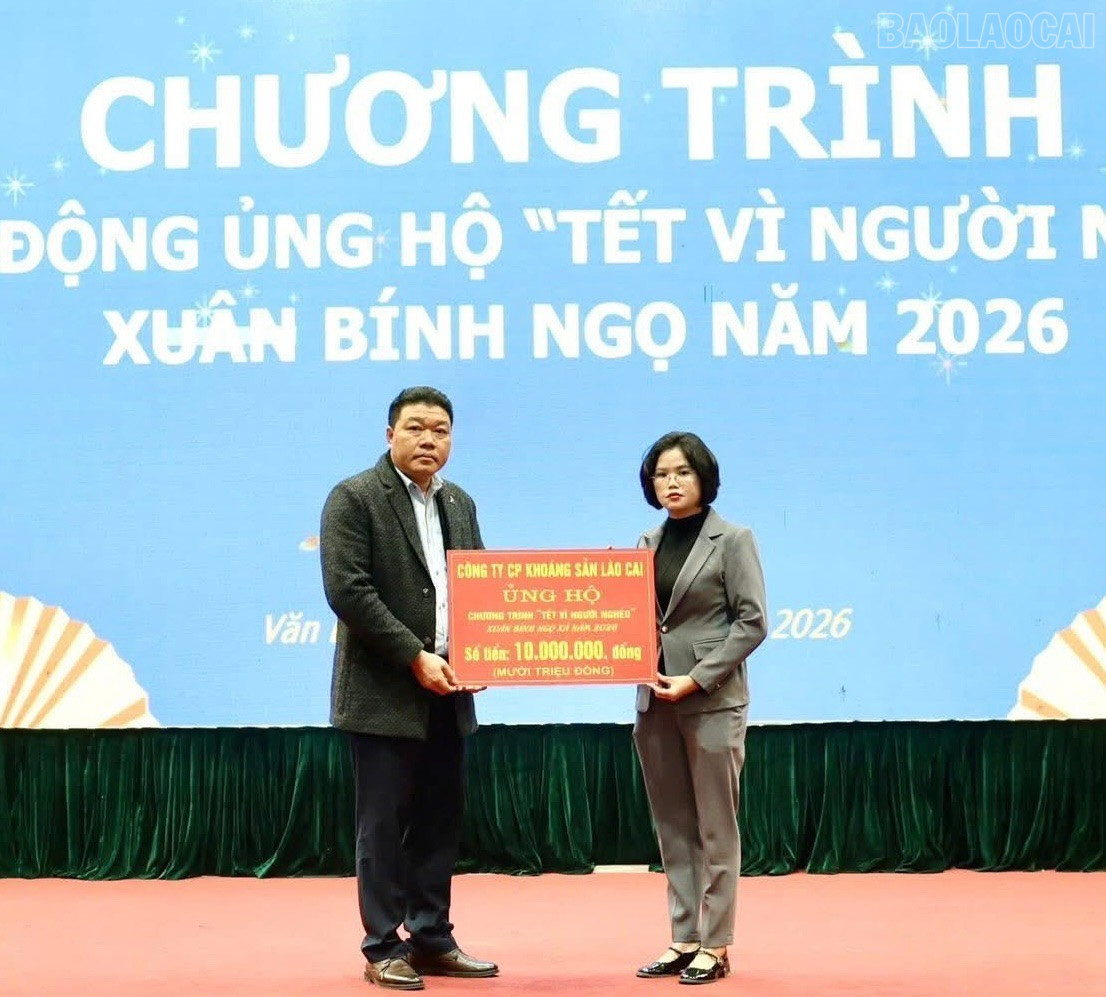 BAOLAOCAI
CHƯƠNG TRÌNH
ĐỘNG ỦNG HỘ "TẾT VÌ NGƯỜI N
XUÂN BÍNH NGỌ NĂM 2026
CÔNG TY CP KHOÁNG SẢN LÀO CAI
ỦNG HỘ
CHƯƠNG TRÌNH "TẾT VÌ NGƯỜI NGHÈO"
XUÂN BÍNH NGỌ XÃ NĂM 2026
Số tiền: 10.000.000. đồng
(MƯỜI TRIỆU ĐỒNG)
Văn 2026